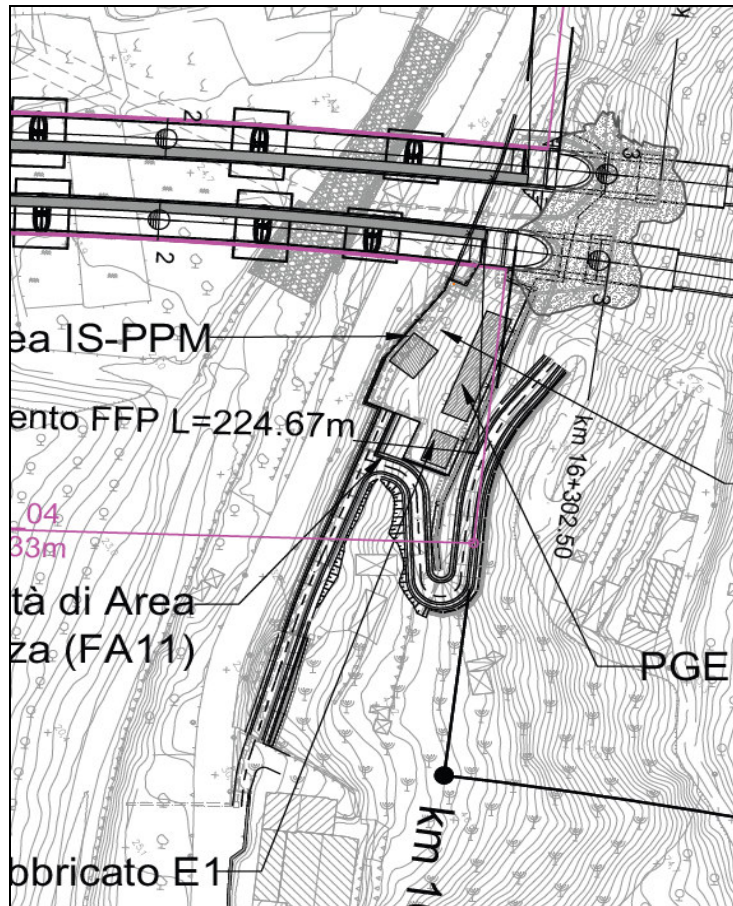 2
3
2
3
ea IS-PPM
ento FFP L=224.67m
km 16+302.50
_04
33m
tà di Area
za (FA11)
PGE
km 1
bbricato E1